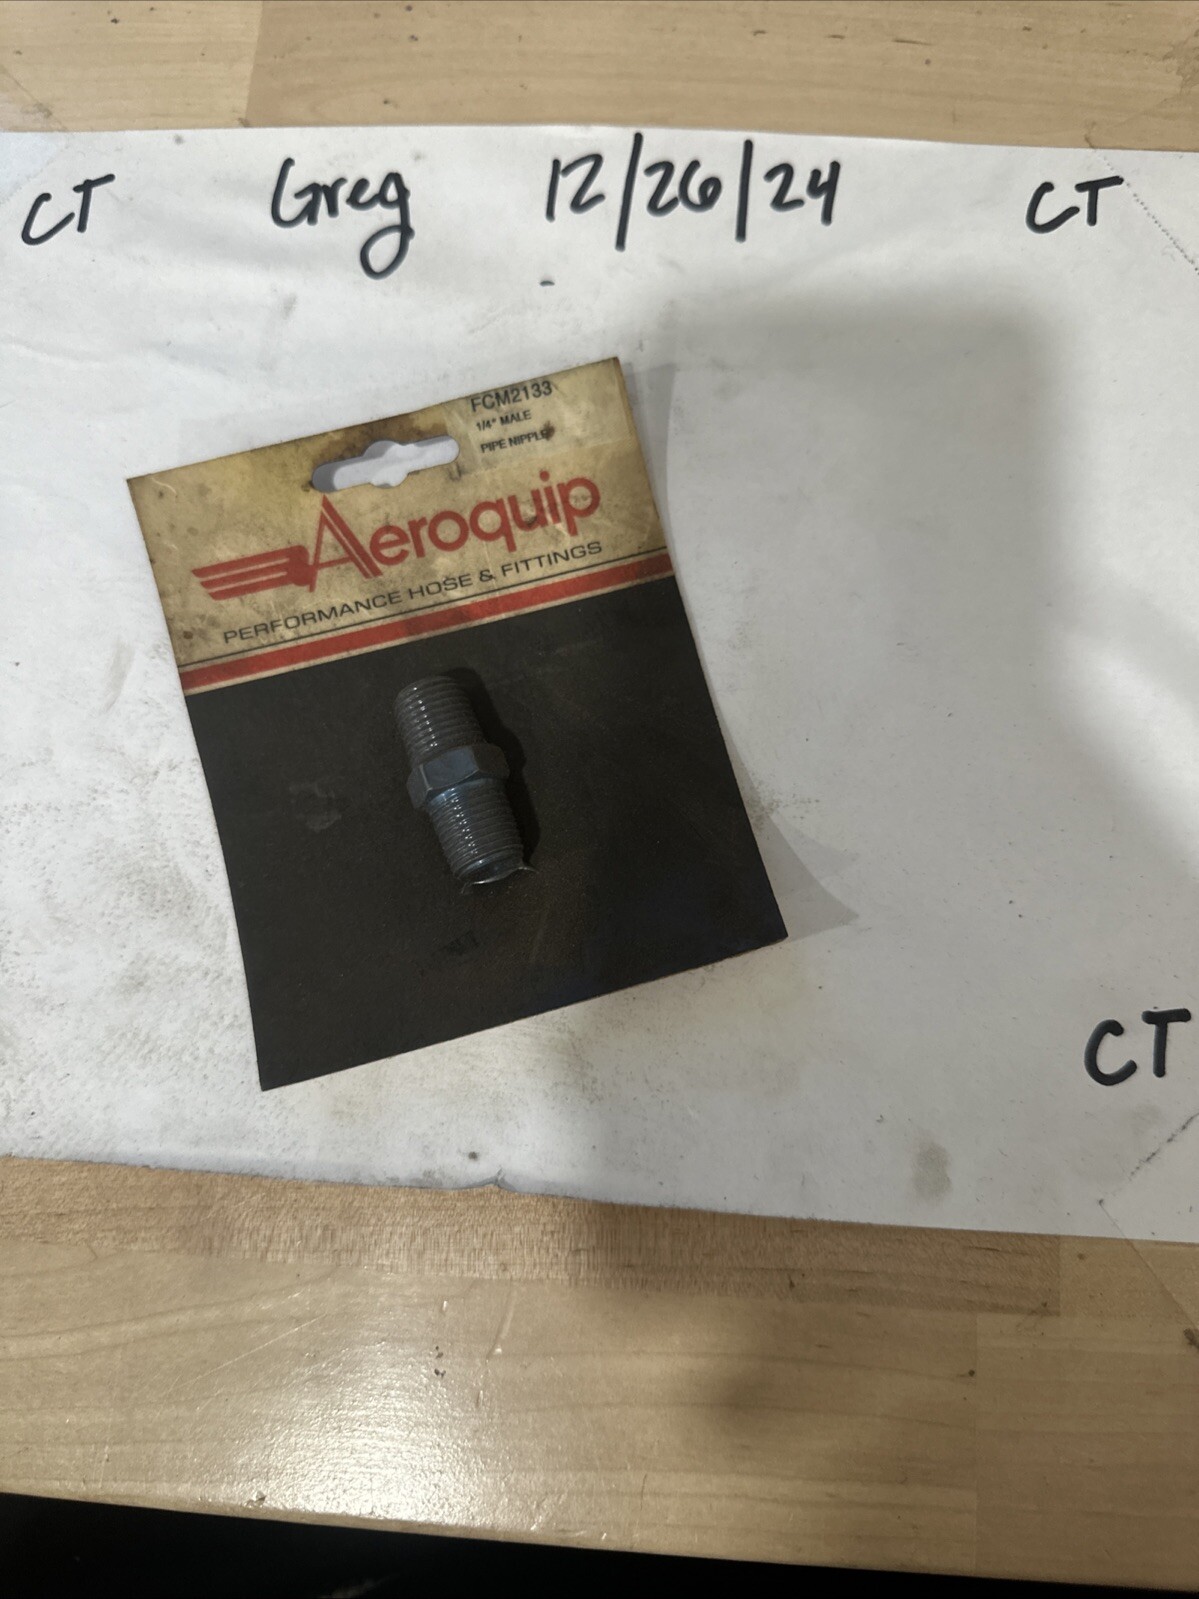 CT Greg 12/26/24 CT
FCM2133
1/4" MALE
PIPE NIPPLE
Aeroquip
PERFORMANCE HOSE & FITTINGS
CT